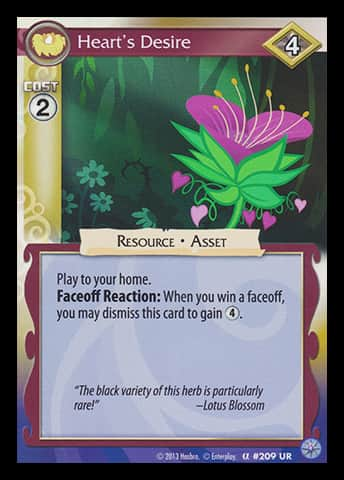 Heart's Desire
4
COST
2
RESOURCE • ASSET
Play to your home.
Faceoff Reaction: When you win a faceoff,
you may dismiss this card to gain 4.
"The black variety of this herb is particularly
rare!" –Lotus Blossom
© 2013 Hasbro. © Enterplay. α #209 UR